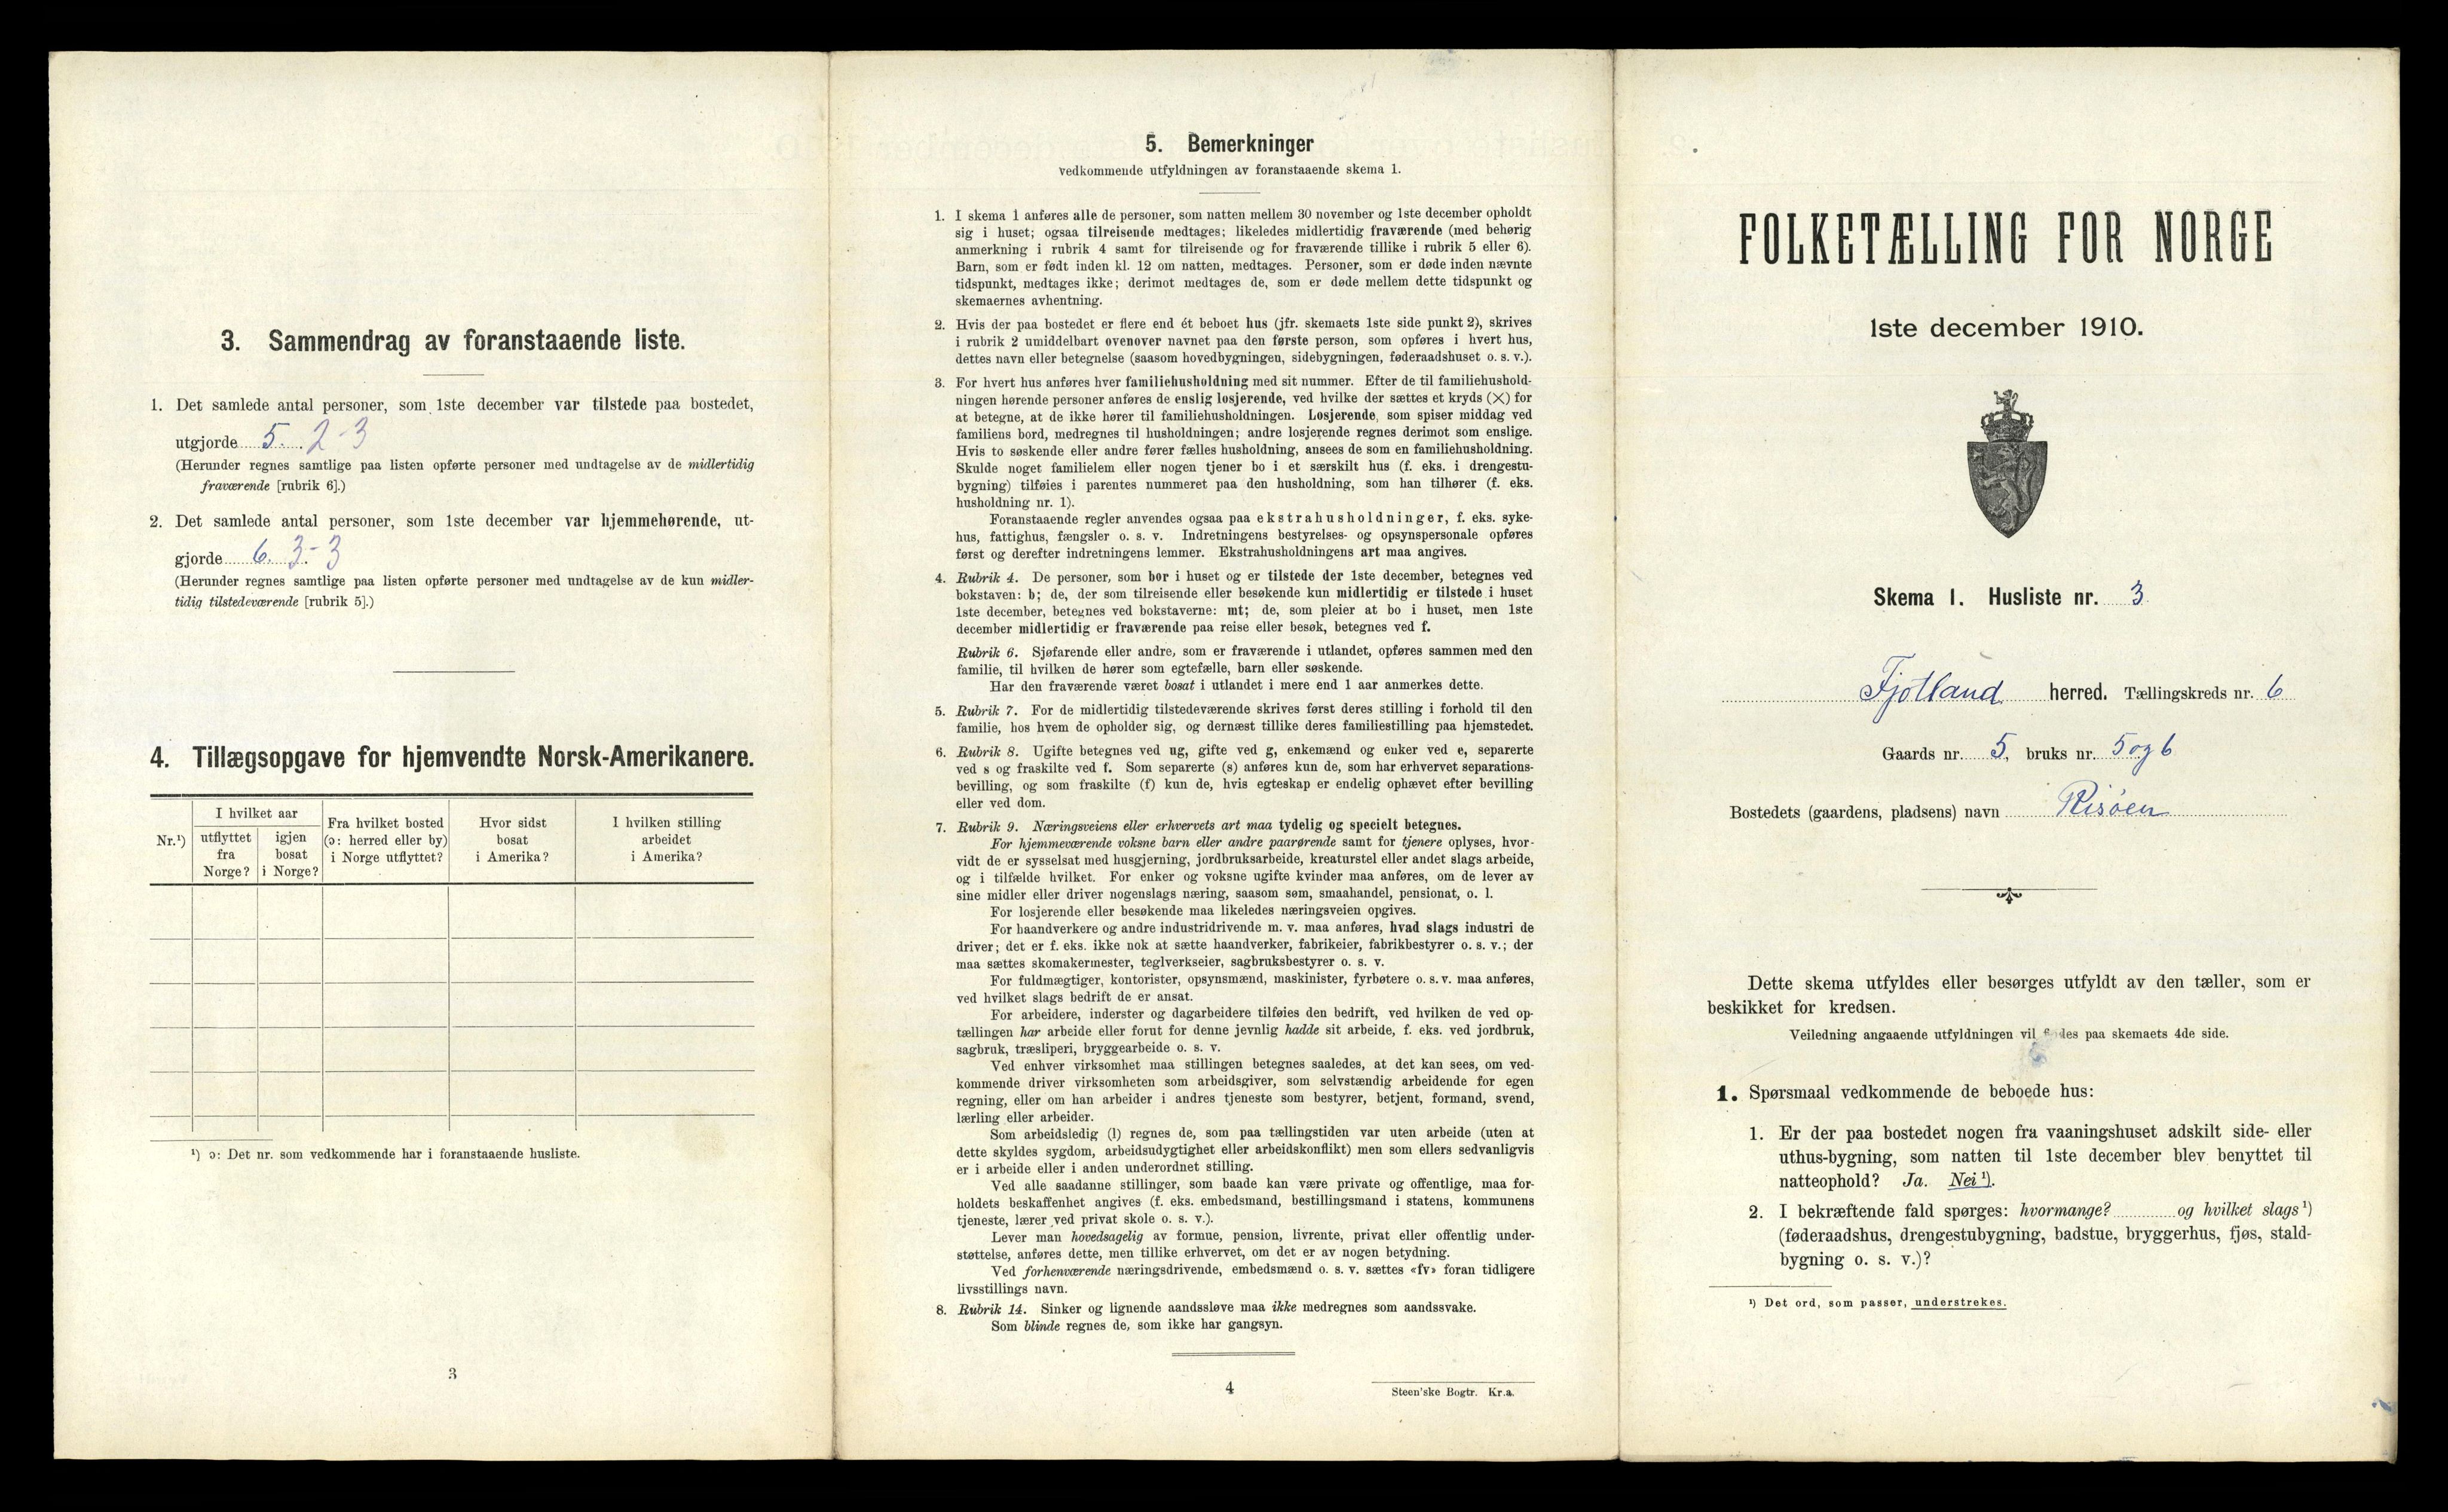 3. Sammendrag av foranstaaende liste.
1. Det samlede antal personer, som 1ste december var tilstede paa bostedet,
utgjorde 5. 2-3
(Herunder regnes samtlige paa listen opførte personer med undtagelse av de midlertidig
fraværende [rubrik 6].)
2. Det samlede antal personer, som 1ste december var hjemmehørende, ut-
gjorde 6. 3-3
(Herunder regnes samtlige paa listen opførte personer med undtagelse av de kun midler-
tidig tilstedeværende [rubrik 5].)
4. Tillægsopgave for hjemvendte Norsk-Amerikanere.
Nr.¹)
I hvilket aar
utflyttet
fra
Norge?
igjen
bosat
i Norge?
Fra hvilket bosted
(ɔ: herred eller by)
i Norge utflyttet?
Hvor sidst
bosat
i Amerika?
I hvilken stilling
arbeidet
i Amerika?
¹) ɔ: Det nr. som vedkommende har i foranstaaende husliste.
3
5. Bemerkninger
vedkommende utfyldningen av foranstaaende skema 1.
1. I skema 1 anføres alle de personer, som natten mellem 30 november og 1ste december opholdt
sig i huset; ogsaa tilreisende medtages; likeledes midlertidig fraværende (med behørig
anmerkning i rubrik 4 samt for tilreisende og for fraværende tillike i rubrik 5 eller 6).
Barn, som er født inden kl. 12 om natten, medtages. Personer, som er døde inden nævnte
tidspunkt, medtages ikke; derimot medtages de, som er døde mellem dette tidspunkt og
skemaernes avhentning.
2. Hvis der paa bostedet er flere end ét beboet hus (jfr. skemaets 1ste side punkt 2), skrives
i rubrik 2 umiddelbart ovenover navnet paa den første person, som opføres i hvert hus,
dettes navn eller betegnelse (saasom hovedbygningen, sidebygningen, føderaadshuset o. s. v.).
3. For hvert hus anføres hver familiehusholdning med sit nummer. Efter de til familiehushold-
ningen hørende personer anføres de enslig losjerende, ved hvilke der sættes et kryds (×) for
at betegne, at de ikke hører til familiehusholdningen. Losjerende, som spiser middag ved
familiens bord, medregnes til husholdningen; andre losjerende regnes derimot som enslige.
Hvis to søskende eller andre fører fælles husholdning, ansees de som en familiehusholdning.
Skulde noget familielem eller nogen tjener bo i et særskilt hus (f. eks. i drengestu-
bygning) tilføies i parentes nummeret paa den husholdning, som han tilhører (f. eks.
husholdning nr. 1).
Foranstaaende regler anvendes ogsaa paa ekstrahusholdninger, f. eks. syke-
hus, fattighus, fængsler o. s. v. Indretningens bestyrelses- og opsynspersonale opføres
først og derefter indretningens lemmer. Ekstrahusholdningens art maa angives.
4. Rubrik 4. De personer, som bor i huset og er tilstede der 1ste december, betegnes ved
bokstaven: b; de, der som tilreisende eller besøkende kun midlertidig er tilstede i huset
1ste december, betegnes ved bokstaverne: mt; de, som pleier at bo i huset, men 1ste
december midlertidig er fraværende paa reise eller besøk, betegnes ved f.
Rubrik 6. Sjøfarende eller andre, som er fraværende i utlandet, opføres sammen med den
familie, til hvilken de hører som egtefælle, barn eller søskende.
Har den fraværende været bosat i utlandet i mere end 1 aar anmerkes dette.
5. Rubrik 7. For de midlertidig tilstedeværende skrives først deres stilling i forhold til den
familie, hos hvem de opholder sig, og dernæst tillike deres familiestilling paa hjemstedet.
6. Rubrik 8. Ugifte betegnes ved ug, gifte ved g, enkemænd og enker ved e, separerte
ved s og fraskilte ved f. Som separerte (s) anføres kun de, som har erhvervet separations-
bevilling, og som fraskilte (f) kun de, hvis egteskap er endelig ophævet efter bevilling
eller ved dom.
7. Rubrik 9. Næringsveiens eller erhvervets art maa tydelig og specielt betegnes.
For hjemmeværende voksne barn eller andre paarørende samt for tjenere oplyses, hvor-
vidt de er sysselsat med husgjerning, jordbruksarbeide, kreaturstel eller andet slags arbeide,
og i tilfælde hvilket. For enker og voksne ugifte kvinder maa anføres, om de lever av
sine midler eller driver nogenslags næring, saasom søm, smaahandel, pensionat, o. l.
For losjerende eller besøkende maa likeledes næringsveien opgives.
For haandverkere og andre industridrivende m. v. maa anføres, hvad slags industri de
driver; det er f. eks. ikke nok at sætte haandverker, fabrikeier, fabrikbestyrer o. s. v.; der
maa sættes skomakermester, teglverkseier, sagbruksbestyrer o. s. v.
For fuldmægtiger, kontorister, opsynsmænd, maskinister, fyrbøtere o. s. v. maa anføres,
ved hvilket slags bedrift de er ansat.
For arbeidere, inderster og dagarbeidere tilføies den bedrift, ved hvilken de ved op-
tællingen har arbeide eller forut for denne jevnlig hadde sit arbeide, f. eks. ved jordbruk,
sagbruk, træsliperi, bryggearbeide o. s. v.
Ved enhver virksomhet maa stillingen betegnes saaledes, at det kan sees, om ved-
kommende driver virksomheten som arbeidsgiver, som selvstændig arbeidende for egen
regning, eller om han arbeider i andres tjeneste som bestyrer, betjent, formand, svend,
lærling eller arbeider.
Som arbeidsledig (l) regnes de, som paa tællingstiden var uten arbeide (uten at
dette skyldes sygdom, arbeidsudygtighet eller arbeidskonflikt) men som ellers sedvanligvis
er i arbeide eller i anden underordnet stilling.
Ved alle saadanne stillinger, som baade kan være private og offentlige, maa for-
holdets beskaffenhet angives (f. eks. embedsmand, bestillingsmand i statens, kommunens
tjeneste, lærer ved privat skole o. s. v.).
Lever man hovedsagelig av formue, pension, livrente, privat eller offentlig under-
støttelse, anføres dette, men tillike erhvervet, om det er av nogen betydning.
Ved forhenværende næringsdrivende, embedsmænd o. s. v. sættes «fv» foran tidligere
livsstillings navn.
8. Rubrik 14. Sinker og lignende aandssløve maa ikke medregnes som aandssvake.
Som blinde regnes de, som ikke har gangsyn.
4
Steen'ske Bogtr. Kr.a.
FOLKETÆLLING FOR NORGE
1ste december 1910.
Skema 1. Husliste nr. 3
Fjotland herred. Tællingskreds nr. 6
Gaards nr. 5, bruks nr. 5 og 6
Bostedets (gaardens, pladsens) navn Risöen
Dette skema utfyldes eller besørges utfyldt av den tæller, som er
beskikket for kredsen.
Veiledning angaaende utfyldningen vil findes paa skemaets 4de side.
1. Spørsmaal vedkommende de beboede hus:
1. Er der paa bostedet nogen fra vaaningshuset adskilt side- eller
uthus-bygning, som natten til 1ste december blev benyttet til
natteophold? Ja. Nei ¹).
2. I bekræftende fald spørges: hvormange? og hvilket slags ¹)
(føderaadshus, drengestubygning, badstue, bryggerhus, fjøs, stald-
bygning o. s. v.)?
¹) Det ord, som passer, understrekes.